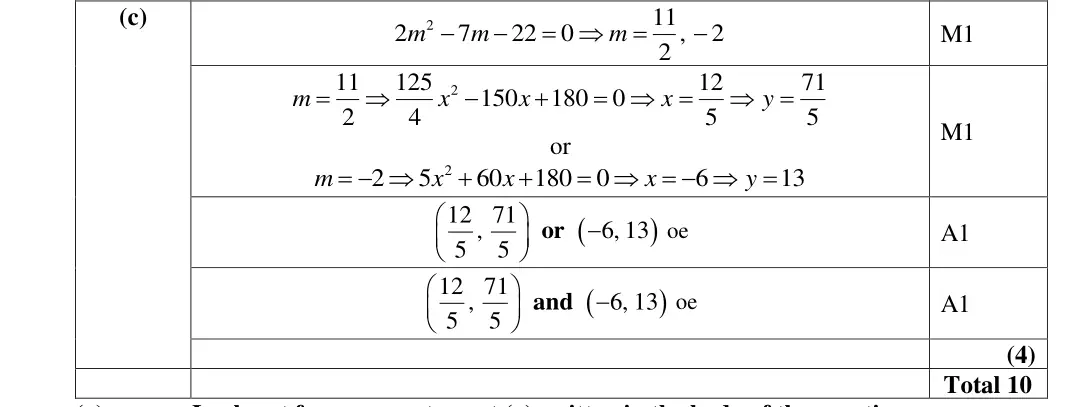 (c)
2m² − 7m − 22 = 0 ⇒ m = 11/2, − 2 M1
m = 11/2 ⇒ 125/4 x² − 150x + 180 = 0 ⇒ x = 12/5 ⇒ y = 71/5
or
m = −2 ⇒ 5x² + 60x + 180 = 0 ⇒ x = −6 ⇒ y = 13
M1
(12/5, 71/5) or (−6, 13) oe A1
(12/5, 71/5) and (−6, 13) oe A1
(4)
Total 10